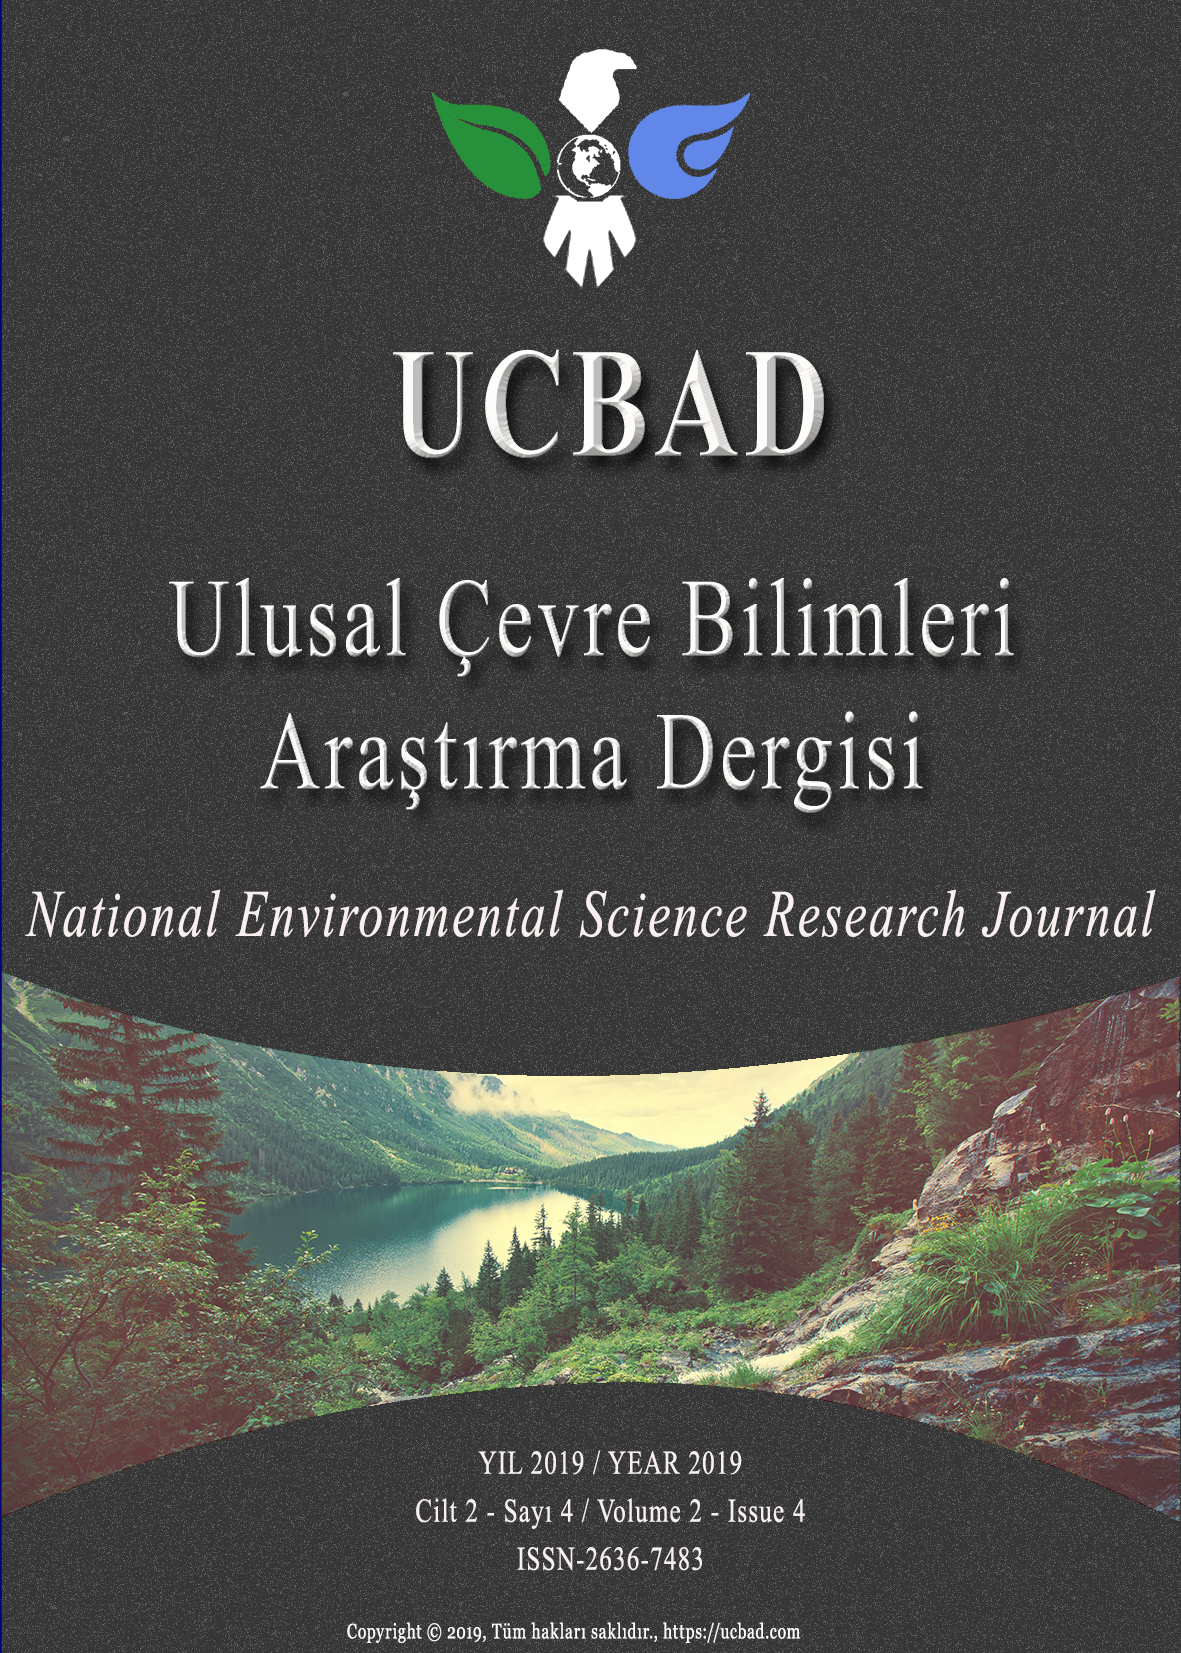 UCBAD
Ulusal Çevre Bilimleri
Araştırma Dergisi
National Environmental Science Research Journal
YIL 2019 / YEAR 2019
Cilt 2 - Sayı 4 / Volume 2 - Issue 4
ISSN-2636-7483
Copyright © 2019, Tüm hakları saklıdır., https://ucbad.com